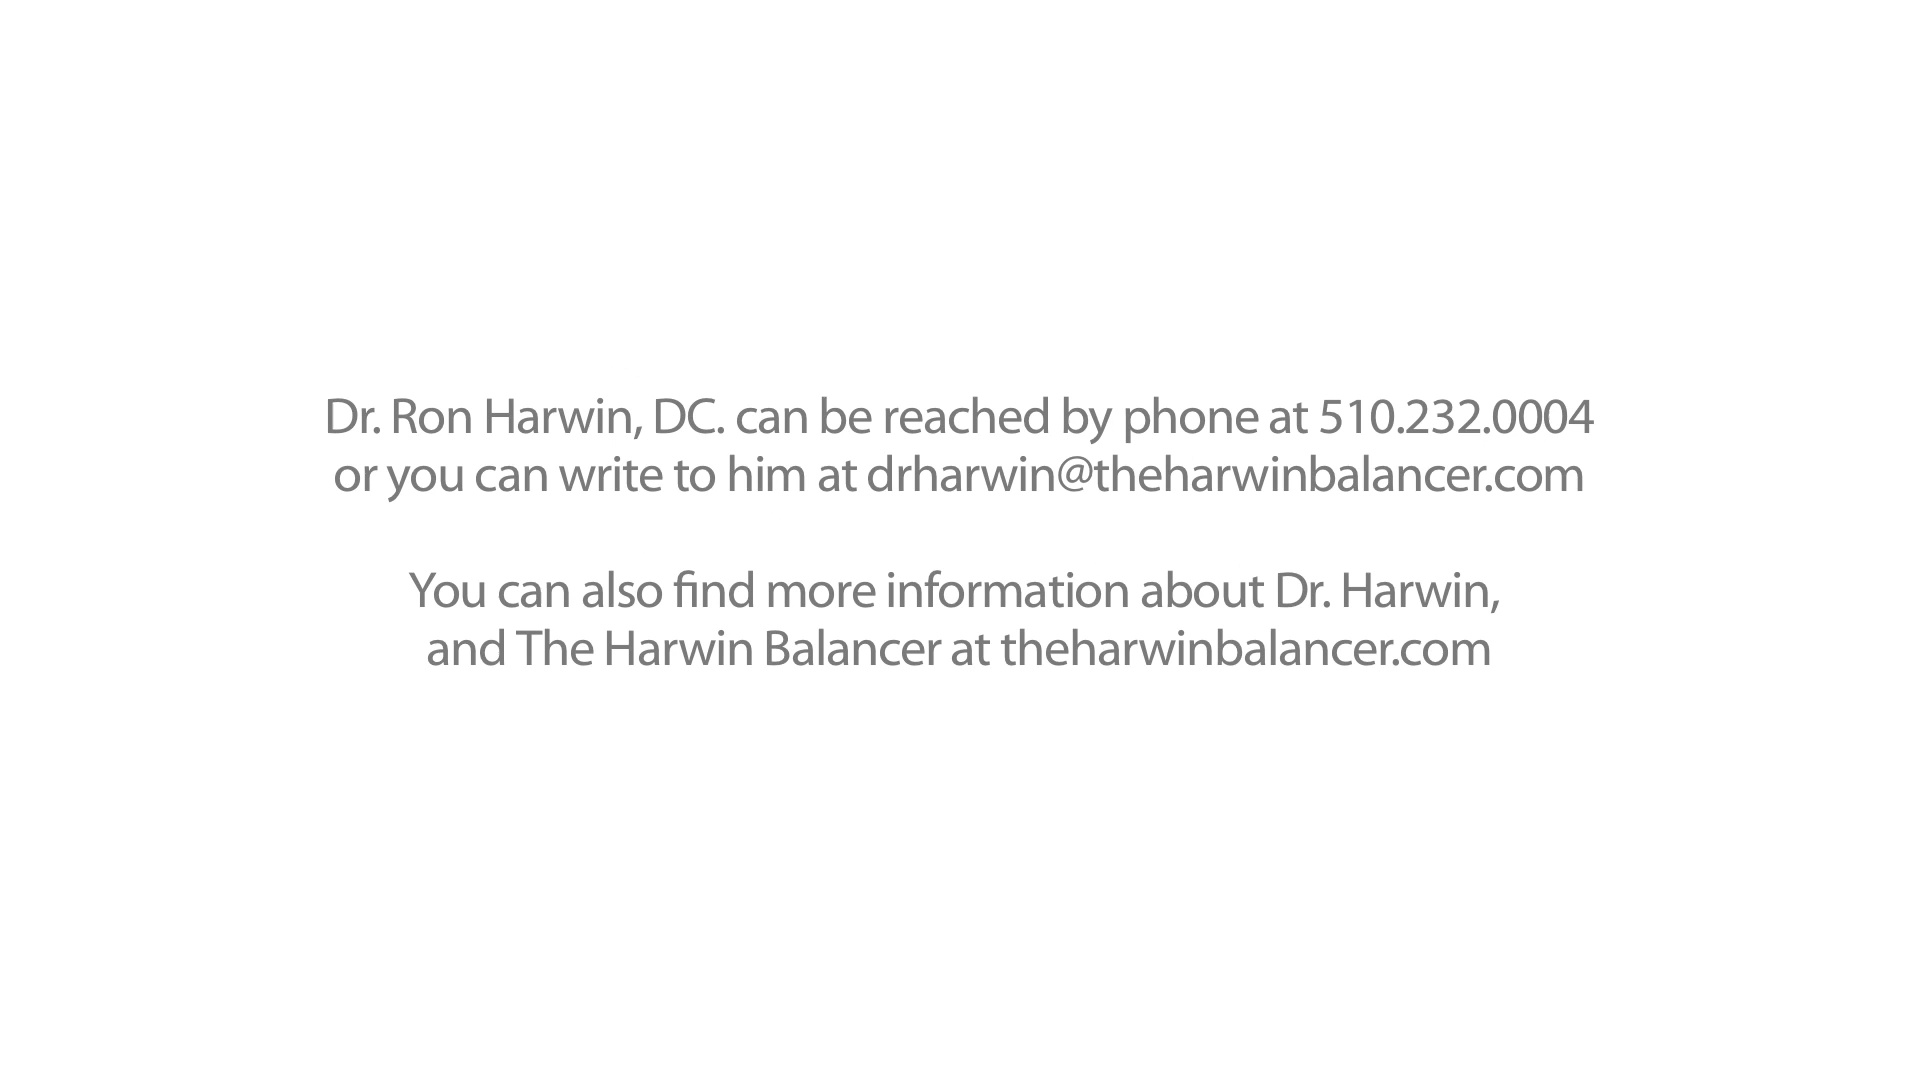 Dr. Ron Harwin, DC. can be reached by phone at 510.232.0004
or you can write to him at drharwin@theharwinbalancer.com
You can also find more information about Dr. Harwin,
and The Harwin Balancer at theharwinbalancer.com